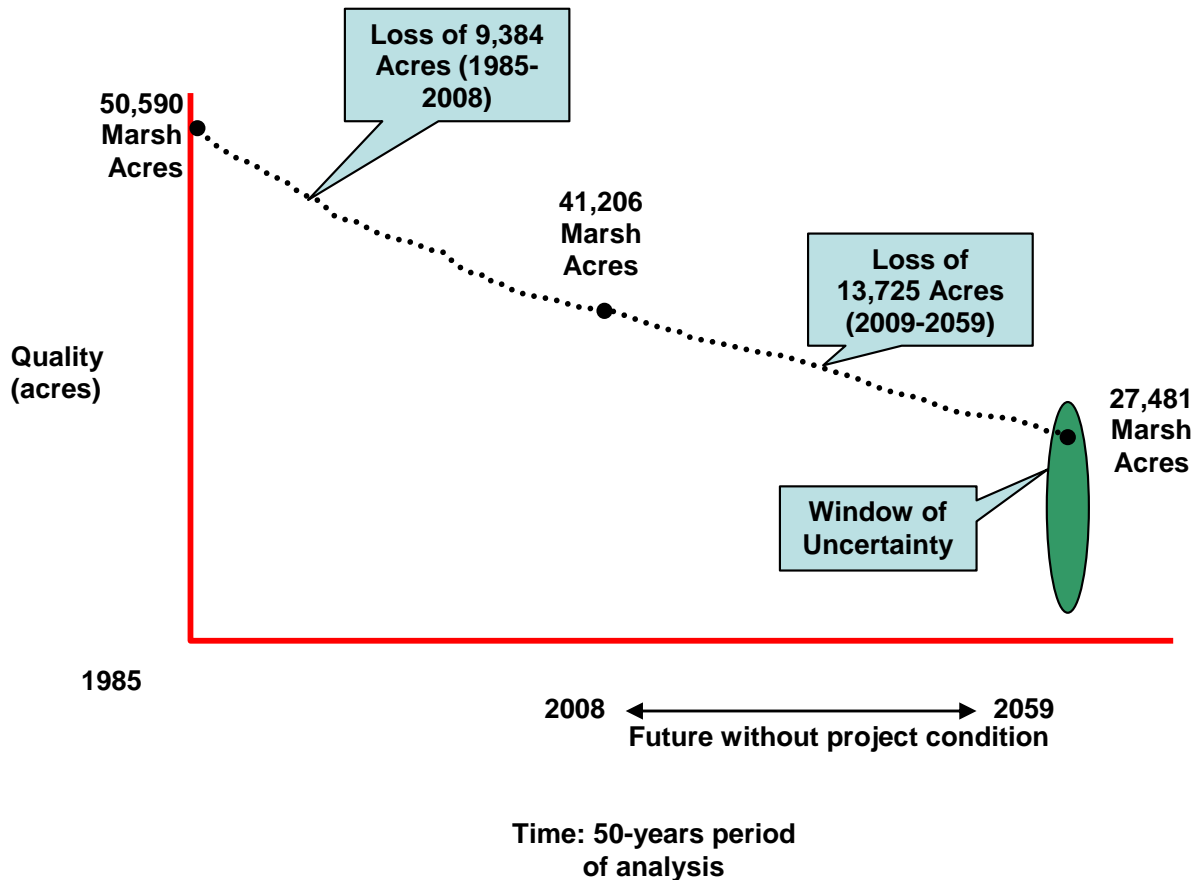 Loss of 9,384
Acres (1985-
2008)
50,590
Marsh
Acres
41,206
Marsh
Acres
Loss of
13,725 Acres
(2009-2059)
Quality
(acres)
27,481
Marsh
Acres
Window of
Uncertainty
1985
2008
2059
Future without project condition
Time: 50-years period
of analysis